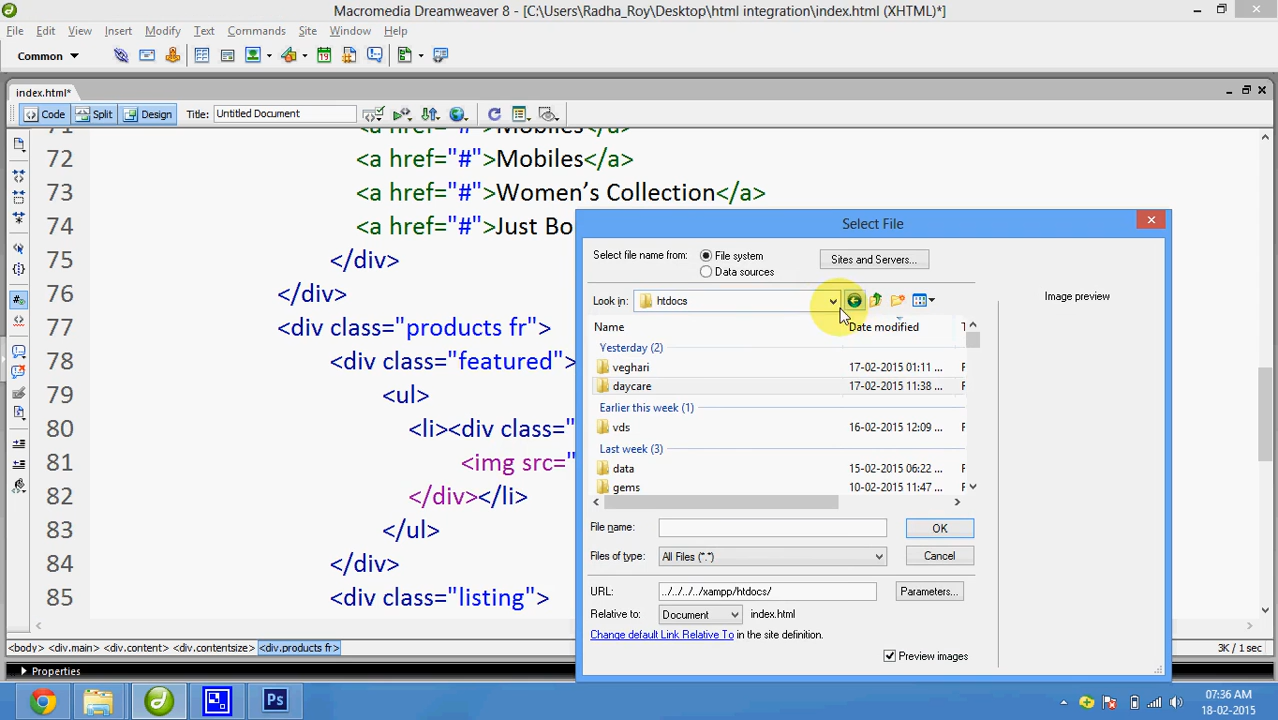 Macromedia Dreamweaver 8 - [C:\Users\Radha_Roy\Desktop\html integration\index.html (XHTML)*]
File Edit View Insert Modify Text Commands Site Window Help
Common
index.html*
Code Split Design Title: Untitled Document
71 <a href="#">Mobiles</a>
72 <a href="#">Mobiles</a>
73 <a href="#">Women's Collection</a>
74 <a href="#">Just Bo
75 </div>
76 </div>
77 <div class="products fr">
78 <div class="featured">
79 <ul>
80 <li><div class="
81 <img src="
82 </div></li>
83 </ul>
84 </div>
85 <div class="listing">
Select File
Select file name from: File system
Data sources
Sites and Servers...
Look in: htdocs
Image preview
Name Date modified T
Yesterday (2)
veghari 17-02-2015 01:11 ... F
daycare 17-02-2015 11:38 ... F
Earlier this week (1)
vds 16-02-2015 12:09 ... F
Last week (3)
data 15-02-2015 06:22 ... F
gems 10-02-2015 11:47 ... F
File name: OK
Files of type: All Files (*.*) Cancel
URL: ../../../../xampp/htdocs/ Parameters...
Relative to: Document index.html
Change default Link Relative To in the site definition.
Preview images
<body> <div.main> <div.content> <div.contentsize> <div.products fr> 3K / 1 sec
Properties
Ps
07:36 AM
18-02-2015